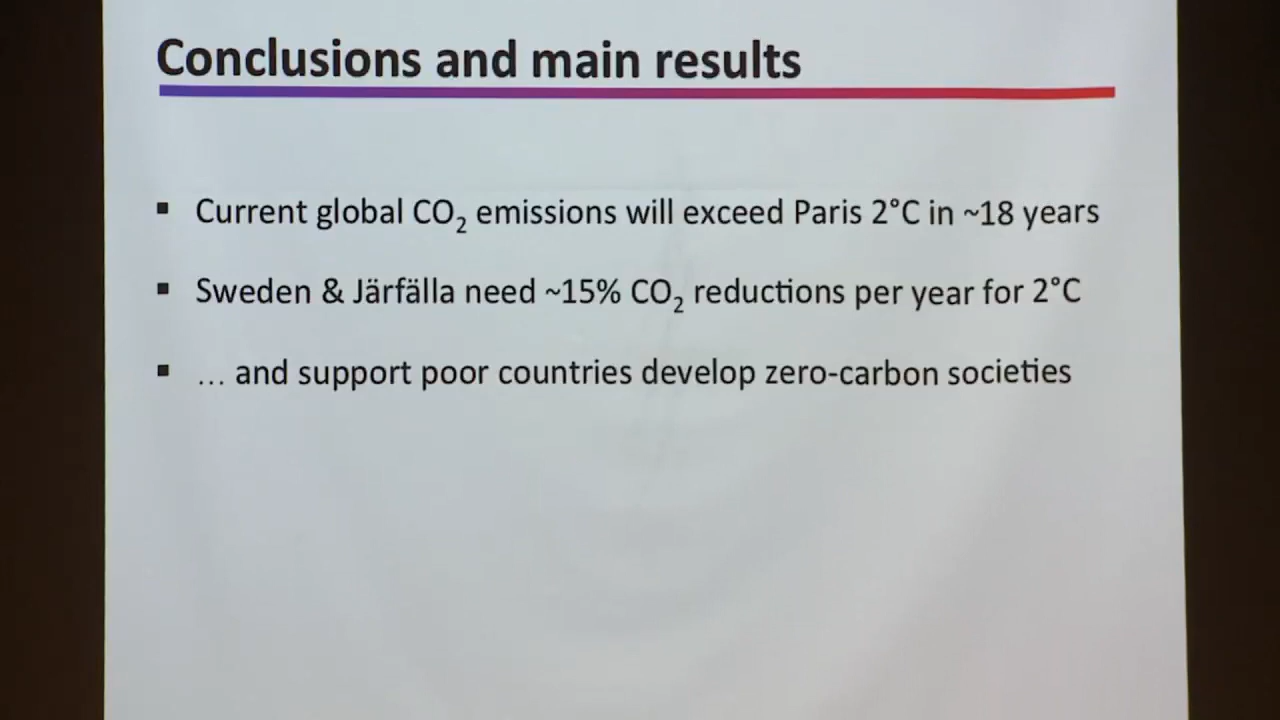 Conclusions and main results
▪ Current global CO₂ emissions will exceed Paris 2°C in ~18 years
▪ Sweden & Järfälla need ~15% CO₂ reductions per year for 2°C
▪ … and support poor countries develop zero-carbon societies